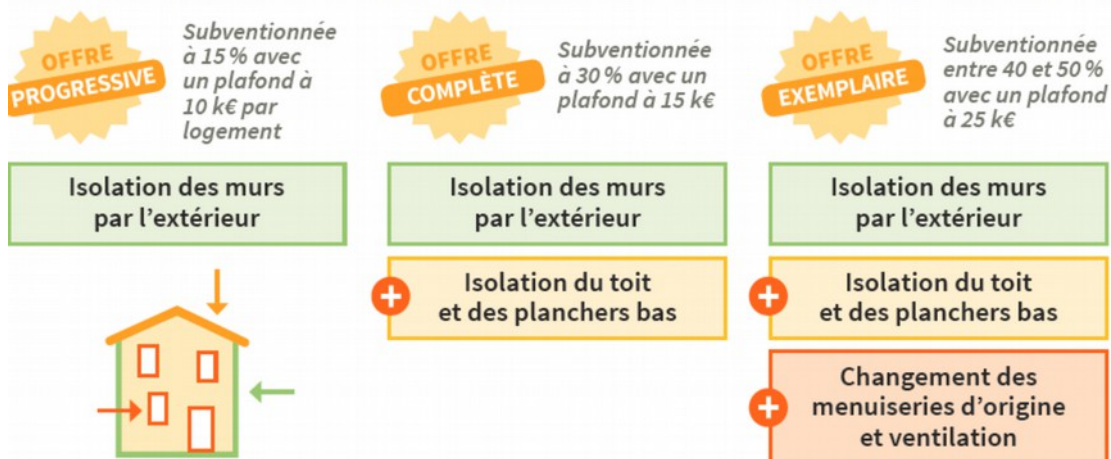 OFFRE
PROGRESSIVE
Subventionnée
à 15 % avec
un plafond à
10 k€ par
logement
Isolation des murs
par l’extérieur
OFFRE
COMPLÈTE
Subventionnée
à 30 % avec un
plafond à 15 k€
Isolation des murs
par l’extérieur
+
Isolation du toit
et des planchers bas
OFFRE
EXEMPLAIRE
Subventionnée
entre 40 et 50 %
avec un plafond
à 25 k€
Isolation des murs
par l’extérieur
+
Isolation du toit
et des planchers bas
+
Changement des
menuiseries d’origine
et ventilation